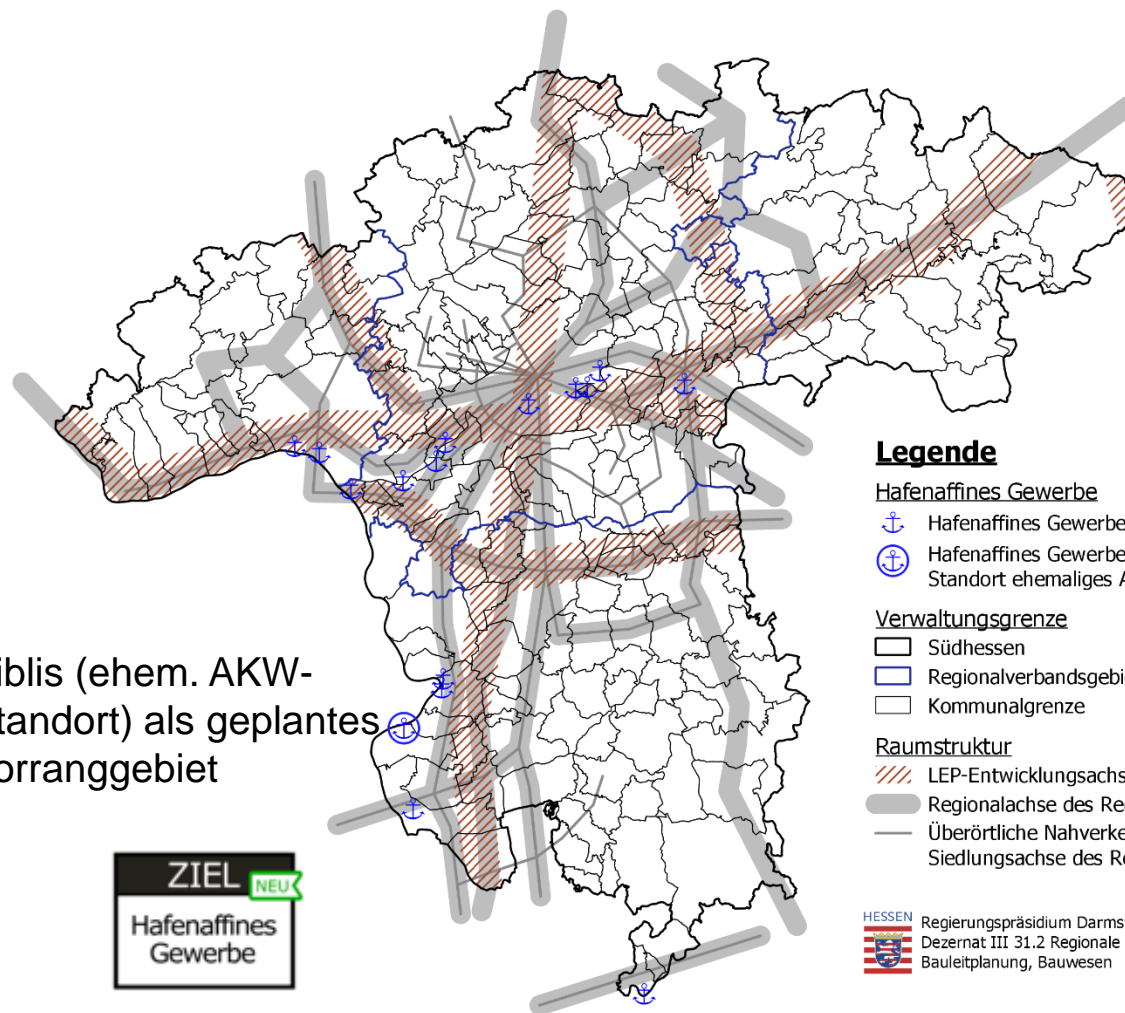 iblis (ehem. AKW-
tandort) als geplantes
orranggebiet
ZIEL NEU
Hafenaffines
Gewerbe
Legende
Hafenaffines Gewerbe
Hafenaffines Gewerbe
Hafenaffines Gewerbe
Standort ehemaliges A
Verwaltungsgrenze
Südhessen
Regionalverbandsgebi
Kommunalgrenze
Raumstruktur
LEP-Entwicklungsachs
Regionalachse des Re
Überörtliche Nahverke
Siedlungsachse des Re
HESSEN Regierungspräsidium Darms
Dezernat III 31.2 Regionale
Bauleitplanung, Bauwesen